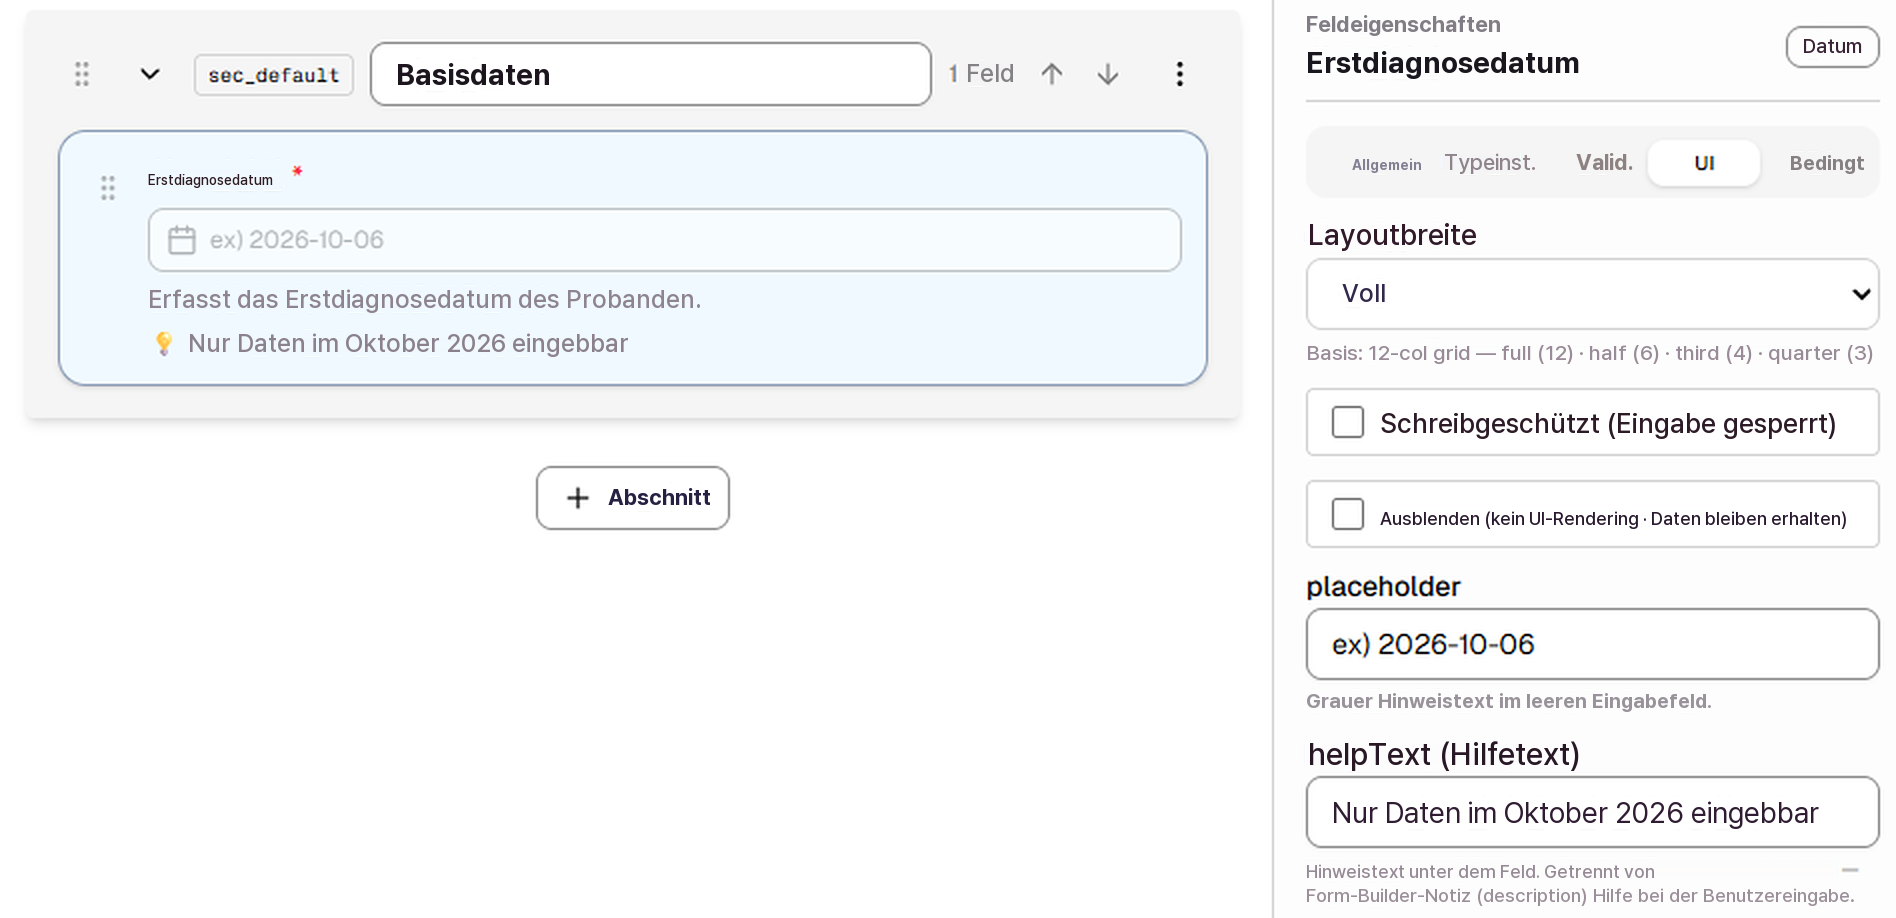 sec_default
Basisdaten
1 Feld
Erstdiagnosedatum *
ex) 2026-10-06
Erfasst das Erstdiagnosedatum des Probanden.
Nur Daten im Oktober 2026 eingebbar
+ Abschnitt
Feldeigenschaften
Erstdiagnosedatum
Datum
Allgemein Typeinst. Valid. UI Bedingt
Layoutbreite
Voll
Basis: 12-col grid — full (12) · half (6) · third (4) · quarter (3)
Schreibgeschützt (Eingabe gesperrt)
Ausblenden (kein UI-Rendering · Daten bleiben erhalten)
placeholder
ex) 2026-10-06
Grauer Hinweistext im leeren Eingabefeld.
helpText (Hilfetext)
Nur Daten im Oktober 2026 eingebbar
Hinweistext unter dem Feld. Getrennt von
Form-Builder-Notiz (description) Hilfe bei der Benutzereingabe.